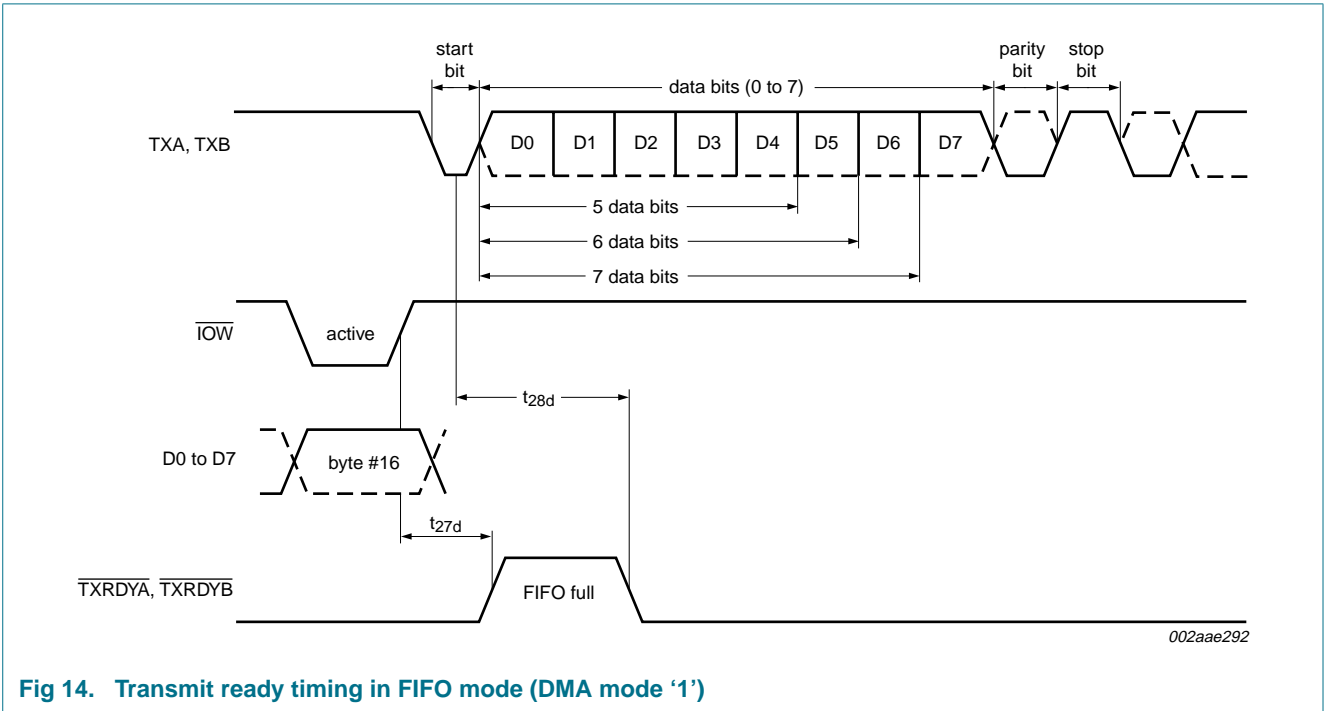 start
bit
data bits (0 to 7)
parity
bit
stop
bit
TXA, TXB
D0 D1 D2 D3 D4 D5 D6 D7
5 data bits
6 data bits
7 data bits
IOW
active
t28d
D0 to D7
byte #16
t27d
TXRDYA, TXRDYB
FIFO full
002aae292
Fig 14. Transmit ready timing in FIFO mode (DMA mode ‘1’)